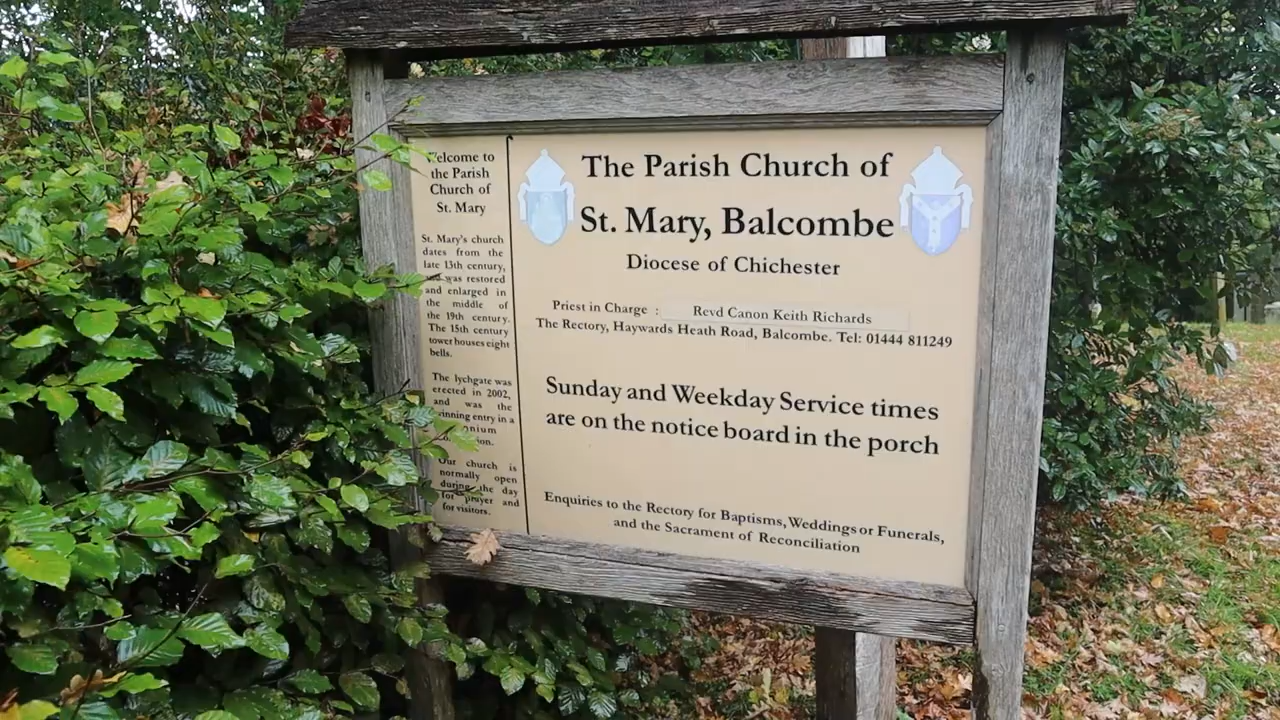 Welcome to
the Parish
Church of
St. Mary
St. Mary's church
dates from the
late 13th century,
and was restored
and enlarged in
the middle of
the 19th century.
The 15th century
tower houses eight
bells.
The lychgate was
erected in 2002,
and was the
winning entry in a
Our church is
normally open
during the day
for prayer and
for visitors.
The Parish Church of
St. Mary, Balcombe
Diocese of Chichester
Priest in Charge : Revd Canon Keith Richards
The Rectory, Haywards Heath Road, Balcombe. Tel: 01444 811249
Sunday and Weekday Service times
are on the notice board in the porch
Enquiries to the Rectory for Baptisms, Weddings or Funerals,
and the Sacrament of Reconciliation